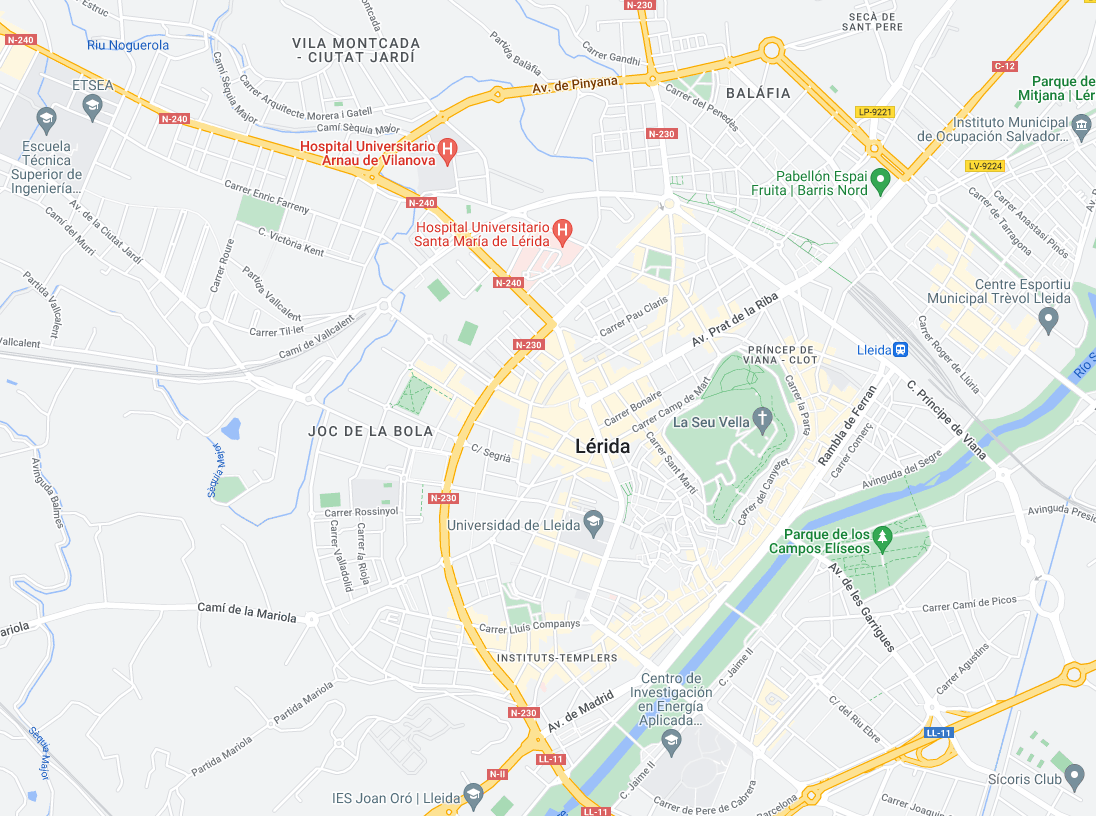 N-230
SECÀ DE
SANT PERE
Montcada
N-240
Riu Noguerola
VILA MONTCADA
- CIUTAT JARDÍ
Partida Balàfia
Carrer Gandhi
C-12
Av. de Pinyana
Parque de
Mitjana | Lér
ETSEA
Camí Sèquia Major
Carrer Arquitecte Morera i Gatell
BALÀFIA
Carrer del Penedès
LP-9221
N-240
Camí Sèquia Major
N-230
Instituto Municipal
de Ocupación Salvador...
Escuela
Técnica
Superior de
Ingeniería...
Hospital Universitario
Arnau de Vilanova
LV-9224
Pabellón Espai
Fruita | Barris Nord
Carrer Enric Farreny
N-240
Carrer Anastasi Pinós
Carrer de Tarragona
Av. de la Ciutat Jardí
Camí del Murri
Hospital Universitario
Santa María de Lérida
C. Victòria Kent
Carrer Roure
Partida Vallcalent
Partida Vallcalent
N-240
Centre Esportiu
Municipal Trèvol Lleida
Carrer Pau Claris
Av. Prat de la Riba
Carrer Til·ler
Camí de Vallcalent
Vallcalent
N-230
PRÍNCEP DE
VIANA - CLOT
Lleida
Carrer Roger de Llúria
Río S
Carrer Bonaire
Carrer Camp de Mart
Carrer la Parra
C. Príncipe de Viana
Rambla de Ferran
La Seu Vella
JOC DE LA BOLA
Lérida
C/ Segrià
Carrer Sant Martí
Carrer Comerç
Carrer del Canyeret
Avinguda del Segre
Sèquia Major
Avinguda Balmes
N-230
Carrer Rossinyol
Universidad de Lleida
Avinguda Presid
Parque de los
Campos Elíseos
Carrer Valladolid
Carrer la Rioja
Av. de les Garrigues
Camí de la Mariola
Mariola
Carrer Camí de Picos
Carrer Lluís Companys
INSTITUTS-TEMPLERS
C. Jaime II
Carrer Agustins
Centro de
Investigación
en Energía
Aplicada...
Partida Mariola
N-230
Av. de Madrid
C/ del Riu Ebre
LL-11
Partida Mariola
Sèquia Major
LL-11
N-II
C. Jaime II
Sícoris Club
IES Joan Oró | Lleida
Carrer de Pere de Cabrera
Av. Barcelona
Carrer Joaquín
LL-11